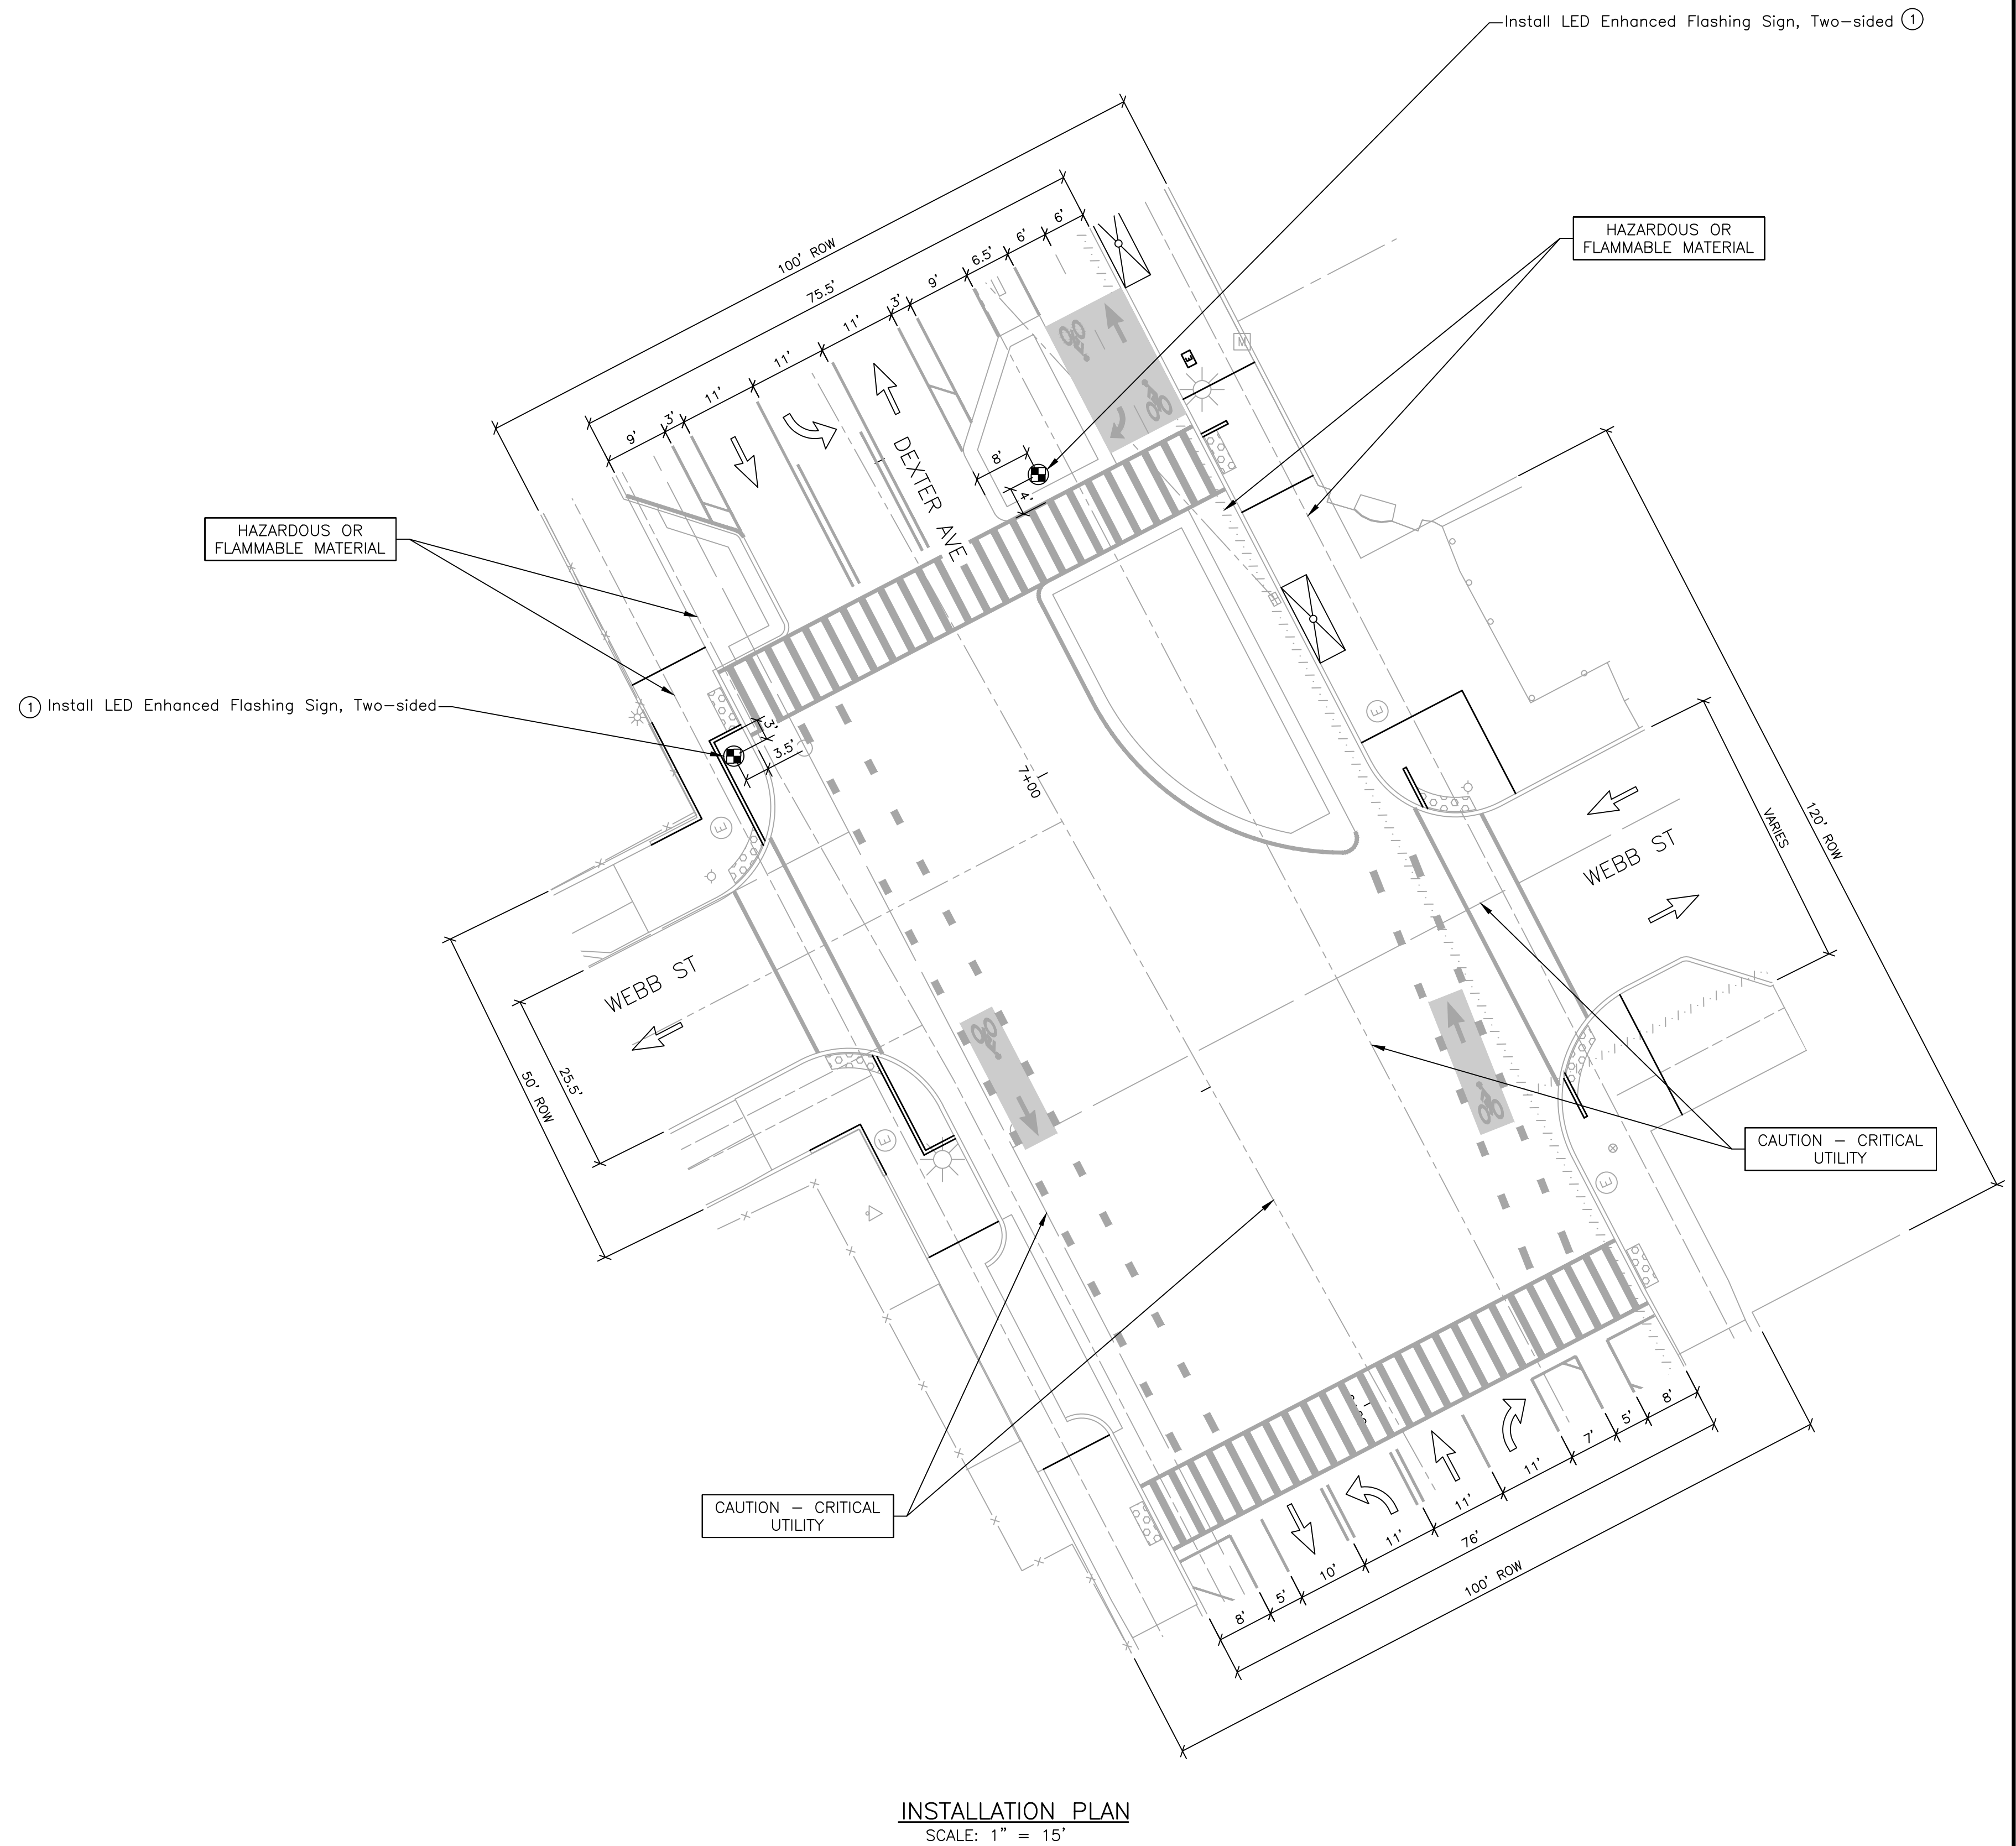 Install LED Enhanced Flashing Sign, Two-sided 1
HAZARDOUS OR
FLAMMABLE MATERIAL
100' ROW
75.5'
9'
3'
11'
11'
11'
3'
9'
6.5'
6'
6'
M
3
8'
4'
DEXTER AVE
HAZARDOUS OR
FLAMMABLE MATERIAL
1 Install LED Enhanced Flashing Sign, Two-sided
3'
3.5'
7+00
E
E
WEBB ST
VARIES
120' ROW
WEBB ST
50' ROW
25.5'
E
E
CAUTION - CRITICAL
UTILITY
CAUTION - CRITICAL
UTILITY
8'
5'
10'
11'
11'
11'
7'
5'
8'
76'
100' ROW
INSTALLATION PLAN
SCALE: 1" = 15'